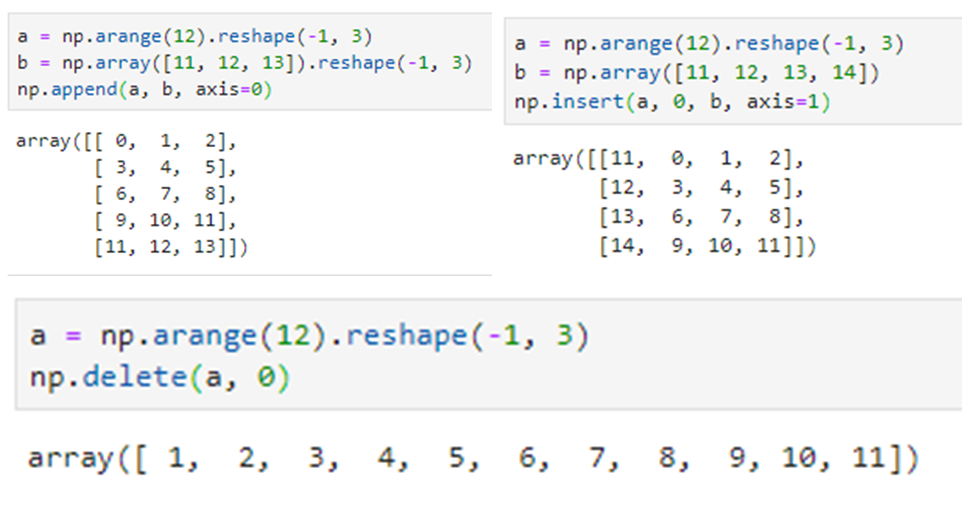 a = np.arange(12).reshape(-1, 3)
b = np.array([11, 12, 13]).reshape(-1, 3)
np.append(a, b, axis=0)
array([[ 0,  1,  2],
       [ 3,  4,  5],
       [ 6,  7,  8],
       [ 9, 10, 11],
       [11, 12, 13]])
a = np.arange(12).reshape(-1, 3)
b = np.array([11, 12, 13, 14])
np.insert(a, 0, b, axis=1)
array([[11,  0,  1,  2],
       [12,  3,  4,  5],
       [13,  6,  7,  8],
       [14,  9, 10, 11]])
a = np.arange(12).reshape(-1, 3)
np.delete(a, 0)
array([ 1,  2,  3,  4,  5,  6,  7,  8,  9, 10, 11])